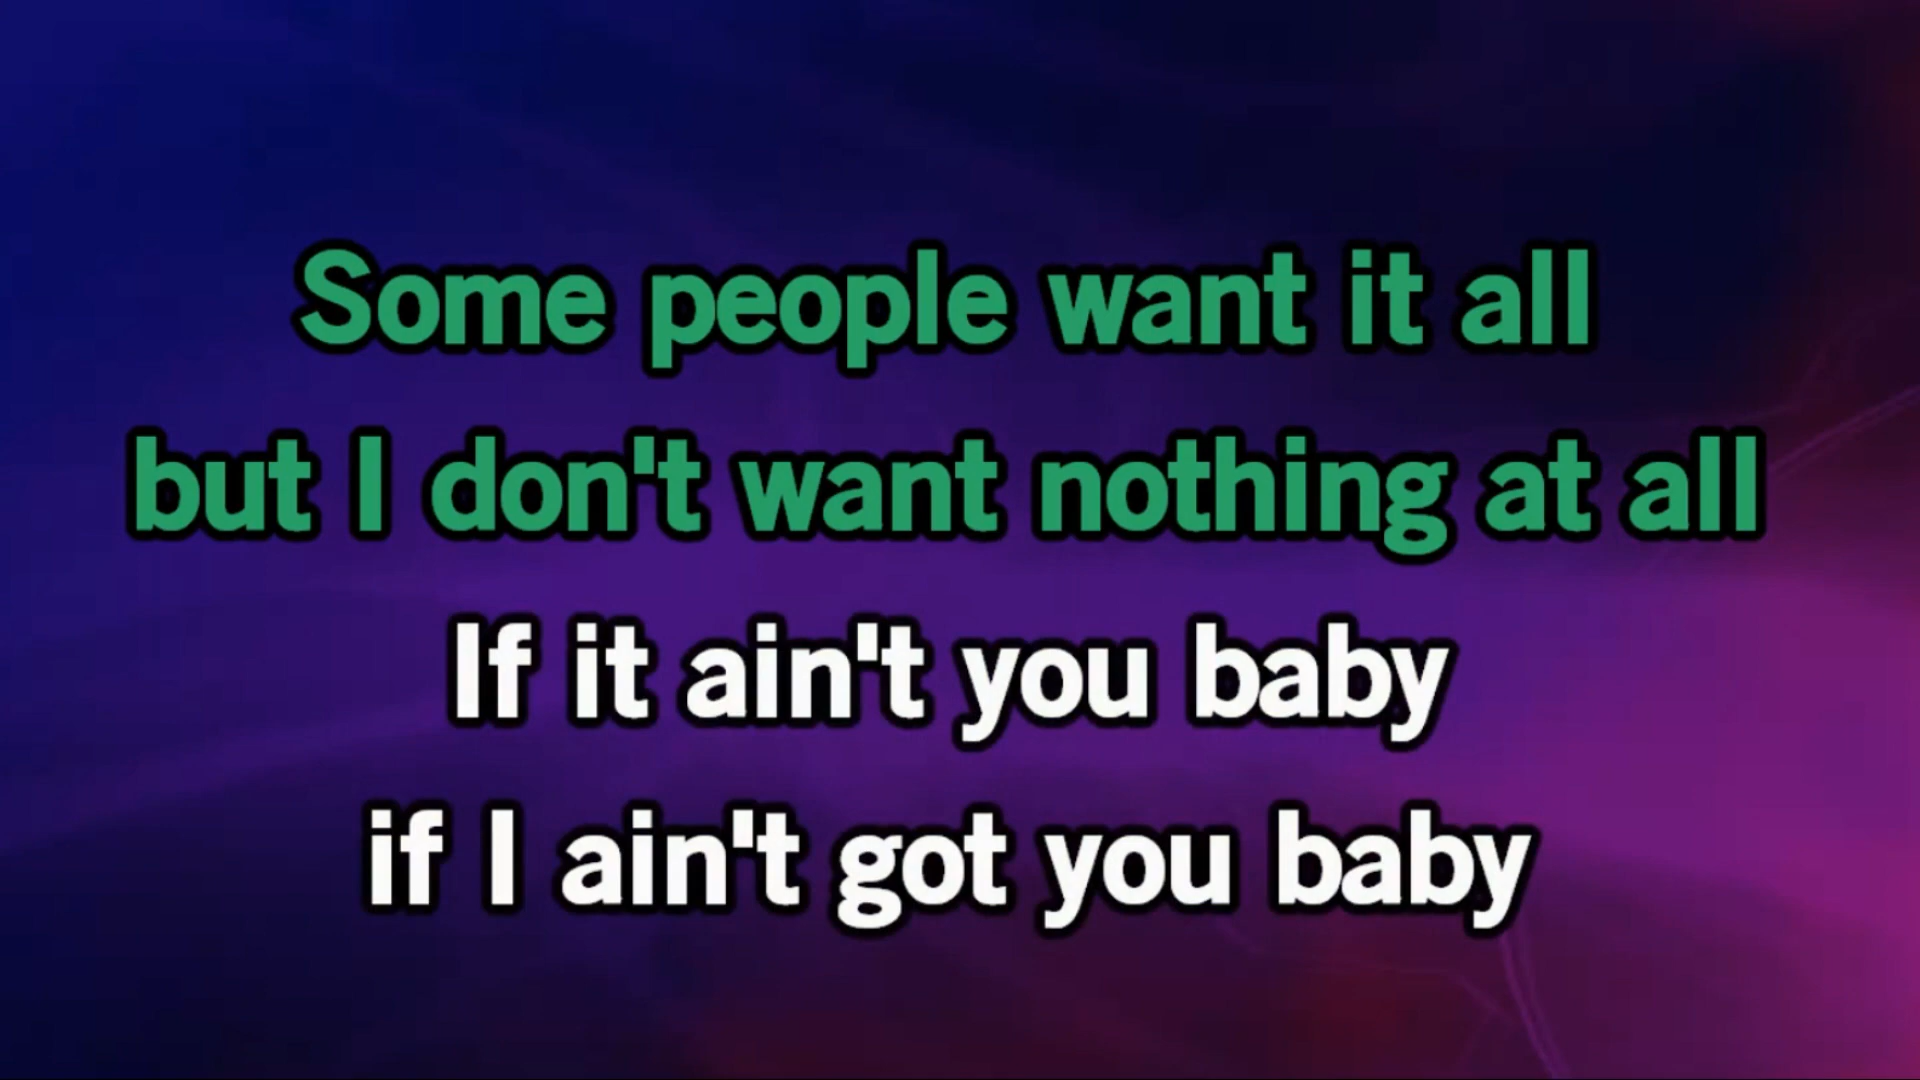 Some people want it all
but I don't want nothing at all
If it ain't you baby
if I ain't got you baby